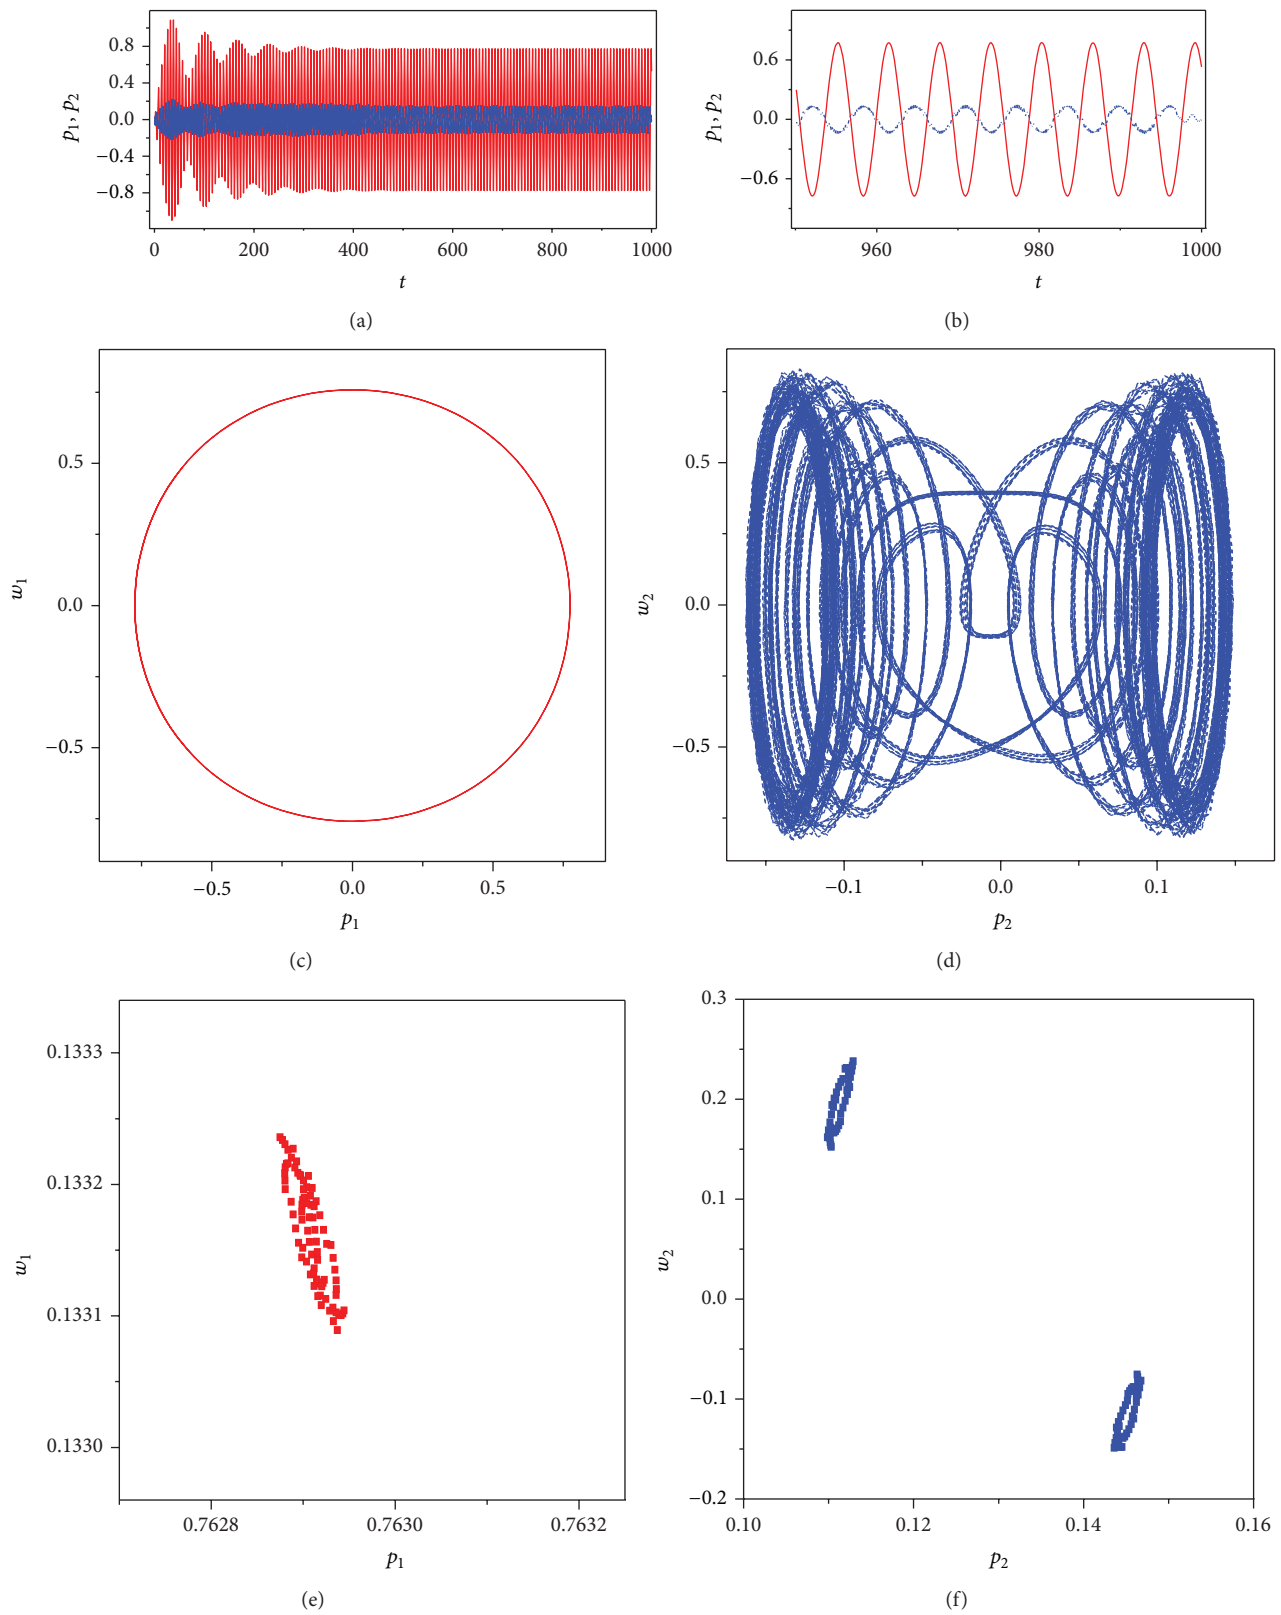 p1, p2
0.8
0.4
0.0
−0.4
−0.8
0 200 400 600 800 1000
t
(a)
p1, p2
0.6
0.0
−0.6
960 980 1000
t
(b)
w1
0.5
0.0
−0.5
−0.5 0.0 0.5
p1
(c)
w2
0.5
0.0
−0.5
−0.1 0.0 0.1
p2
(d)
w1
0.1333
0.1332
0.1331
0.1330
0.7628 0.7630 0.7632
p1
(e)
w2
0.3
0.2
0.1
0.0
−0.1
−0.2
0.10 0.12 0.14 0.16
p2
(f)